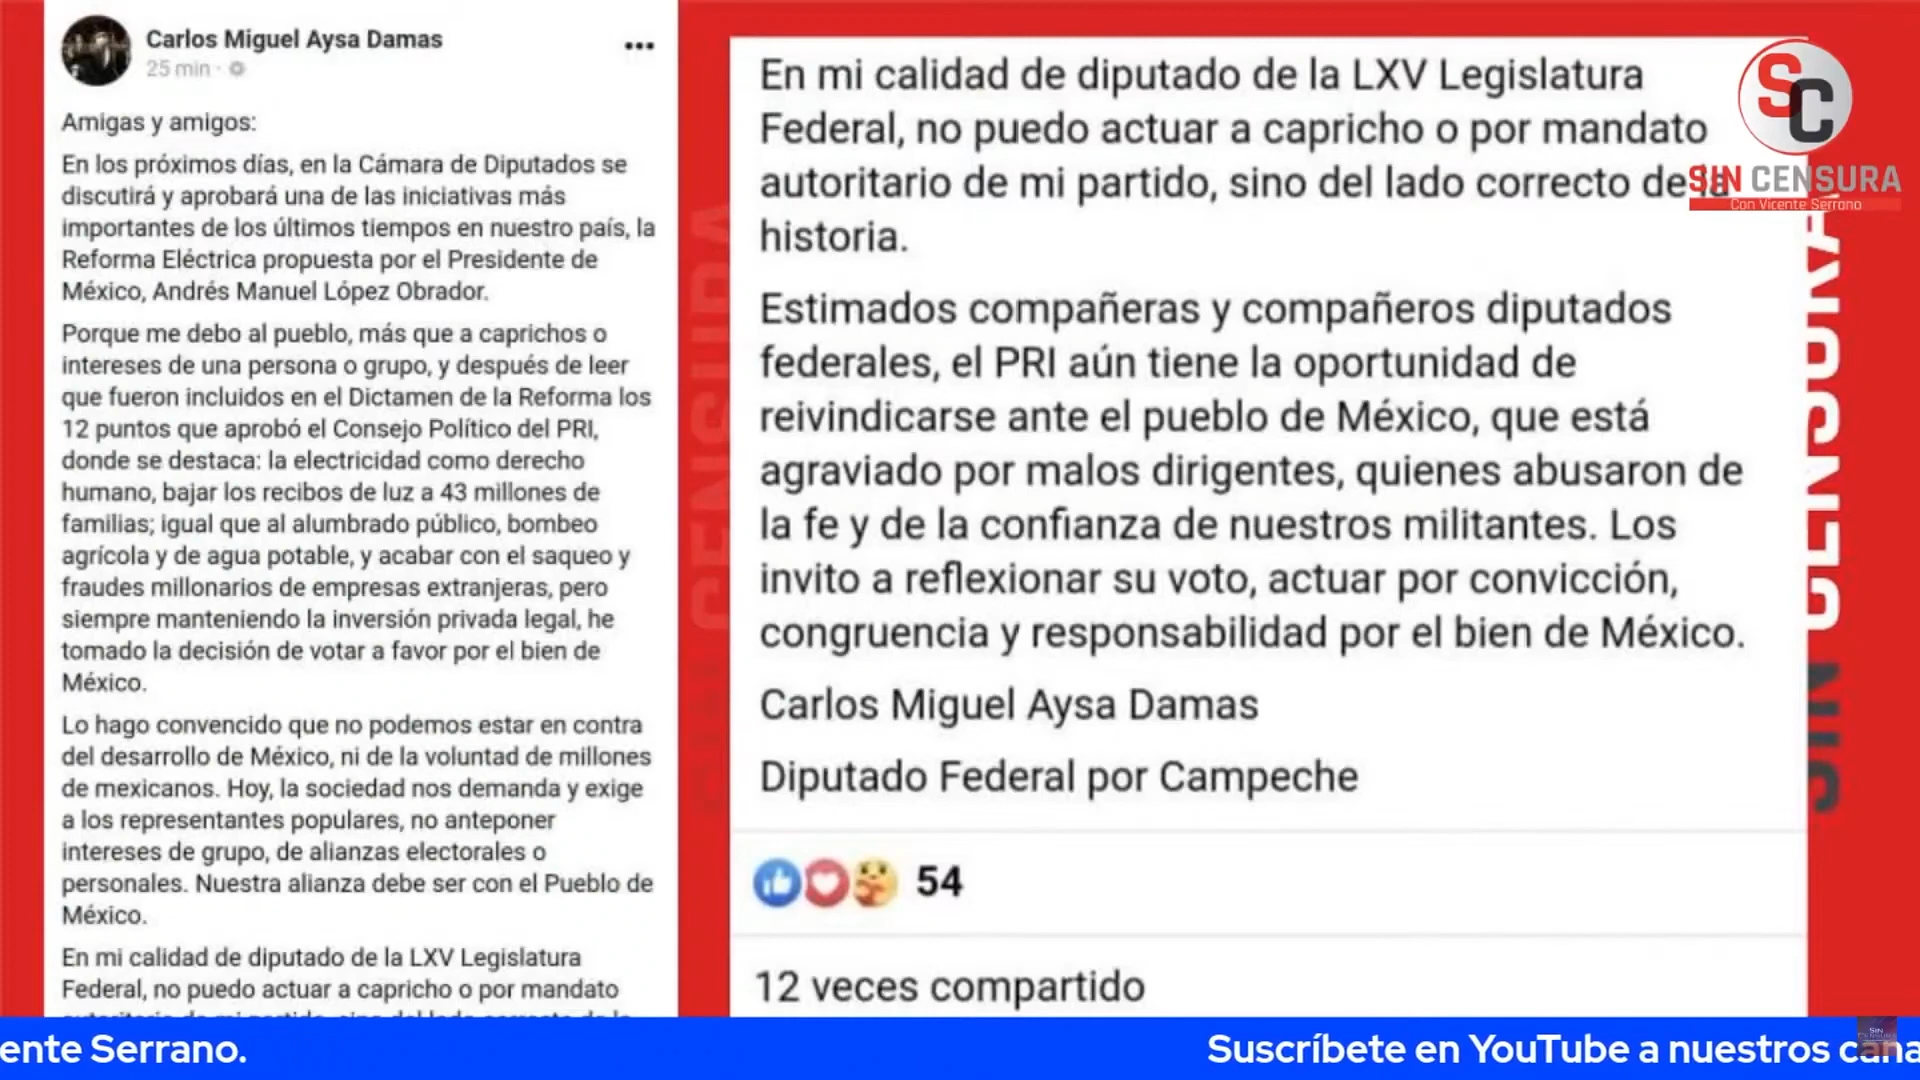 Carlos Miguel Aysa Damas
25 min ·
Amigas y amigos:
En los próximos días, en la Cámara de Diputados se
discutirá y aprobará una de las iniciativas más
importantes de los últimos tiempos en nuestro país, la
Reforma Eléctrica propuesta por el Presidente de
México, Andrés Manuel López Obrador.
Porque me debo al pueblo, más que a caprichos o
intereses de una persona o grupo, y después de leer
que fueron incluidos en el Dictamen de la Reforma los
12 puntos que aprobó el Consejo Político del PRI,
donde se destaca: la electricidad como derecho
humano, bajar los recibos de luz a 43 millones de
familias; igual que al alumbrado público, bombeo
agrícola y de agua potable, y acabar con el saqueo y
fraudes millonarios de empresas extranjeras, pero
siempre manteniendo la inversión privada legal, he
tomado la decisión de votar a favor por el bien de
México.
Lo hago convencido que no podemos estar en contra
del desarrollo de México, ni de la voluntad de millones
de mexicanos. Hoy, la sociedad nos demanda y exige
a los representantes populares, no anteponer
intereses de grupo, de alianzas electorales o
personales. Nuestra alianza debe ser con el Pueblo de
México.
En mi calidad de diputado de la LXV Legislatura
Federal, no puedo actuar a capricho o por mandato
En mi calidad de diputado de la LXV Legislatura
Federal, no puedo actuar a capricho o por mandato
autoritario de mi partido, sino del lado correcto de la
historia.
Estimados compañeras y compañeros diputados
federales, el PRI aún tiene la oportunidad de
reivindicarse ante el pueblo de México, que está
agraviado por malos dirigentes, quienes abusaron de
la fe y de la confianza de nuestros militantes. Los
invito a reflexionar su voto, actuar por convicción,
congruencia y responsabilidad por el bien de México.
Carlos Miguel Aysa Damas
Diputado Federal por Campeche
54
12 veces compartido
SC
SIN CENSURA
Con Vicente Serrano
SIN CENSURA
SIN CENSURA
ente Serrano.
Suscríbete en YouTube a nuestros cana